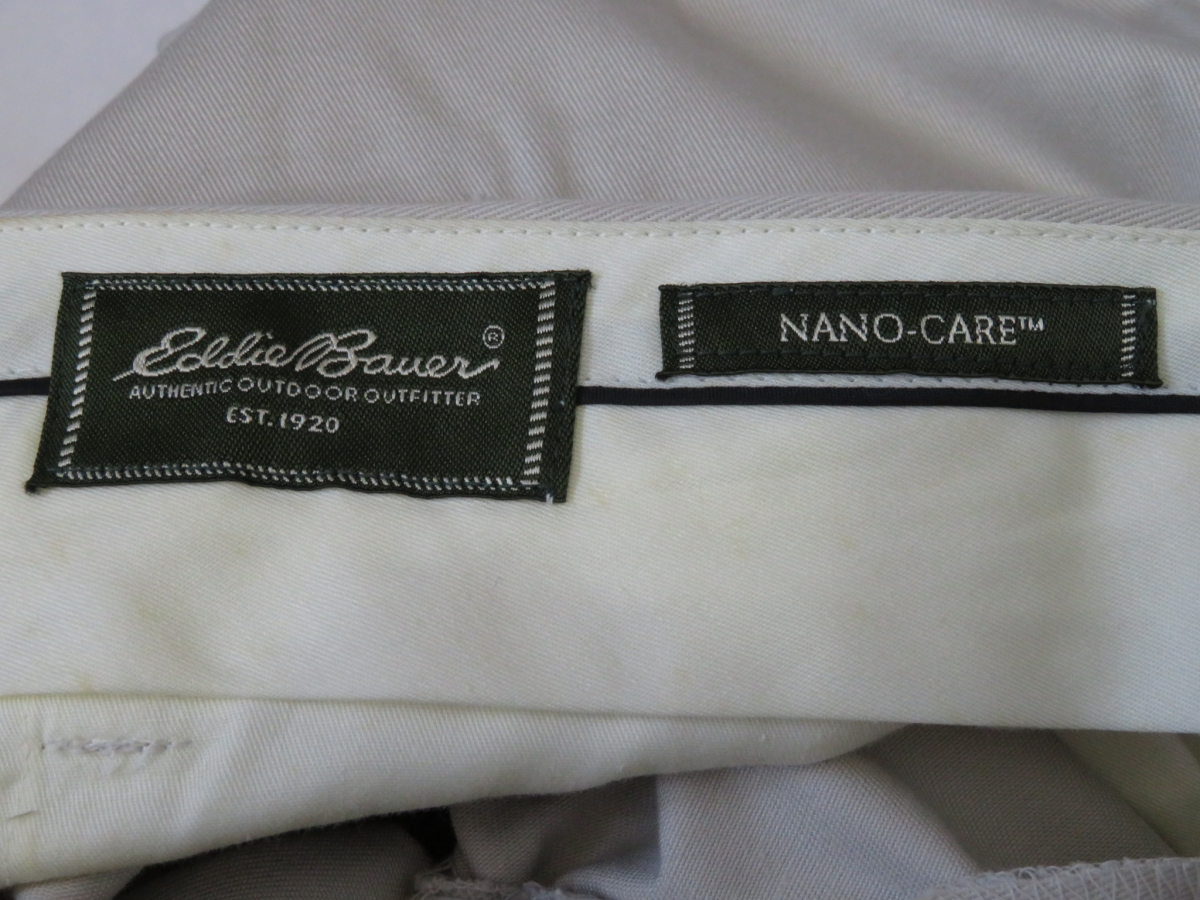 Eddie Bauer®
AUTHENTIC OUTDOOR OUTFITTER
EST. 1920
NANO-CARE™